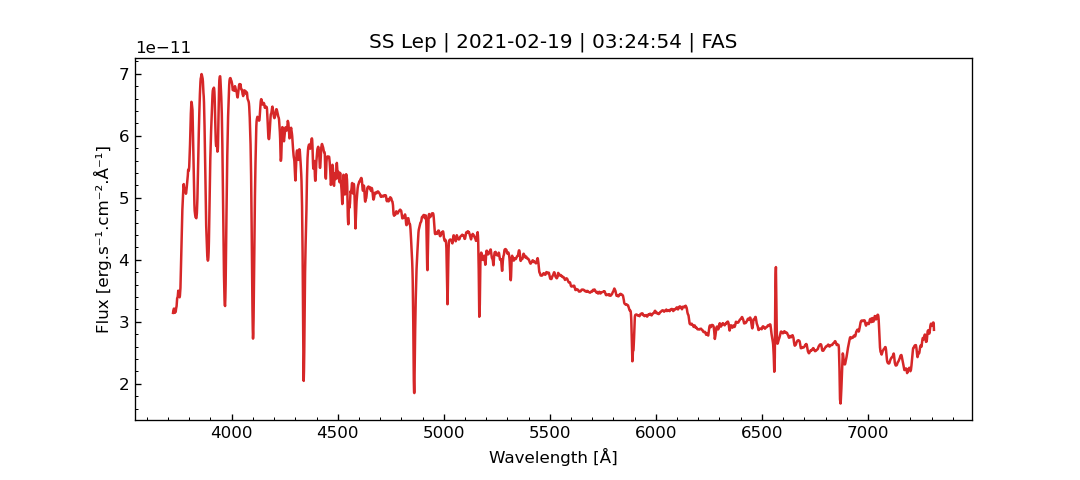 SS Lep | 2021-02-19 | 03:24:54 | FAS
1e−11
7
6
5
4
3
2
Flux [erg.s⁻¹.cm⁻².Å⁻¹]
4000 4500 5000 5500 6000 6500 7000
Wavelength [Å]